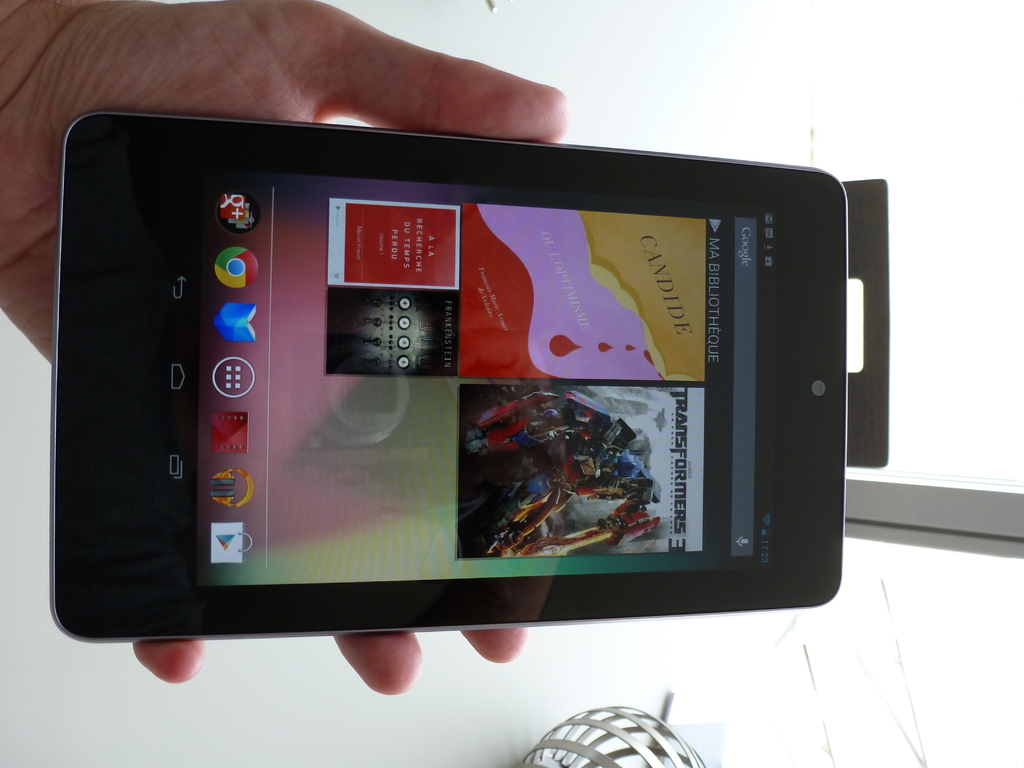 17:25
Google
MA BIBLIOTHÈQUE
CANDIDE
OU L'OPTIMISME
François Marie Arouet
de Voltaire
TRANSFORMERS 3
À LA
RECHERCHE
DU TEMPS
PERDU
Volume 1
Marcel Proust
FRANKENSTEIN
g+